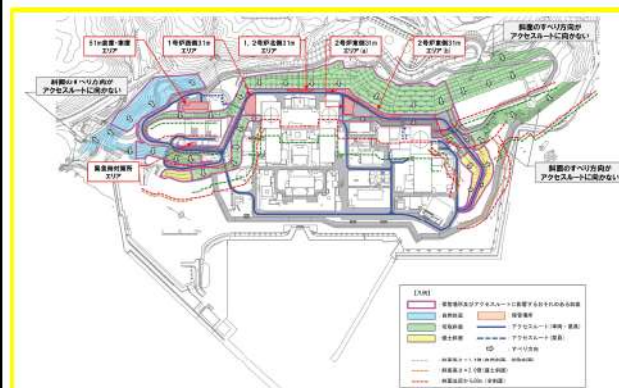 斜面のすべり方向が
アクセスルートに向かない
51m倉庫・車庫
エリア
1号炉西側31m
エリア
1,2号炉北側31m
エリア
2号炉東側31m
エリア(a)
2号炉東側31m
エリア(b)
斜面のすべり方向が
アクセスルートに向かない
緊急時対策所
エリア
斜面のすべり方向が
アクセスルートに向かない
【凡例】
：保管場所及びアクセスルートに影響するおそれのある斜面
：自然斜面
：保管場所
：切取斜面
：アクセスルート(車両・要員)
：盛土斜面
：アクセスルート(要員)
：すべり方向